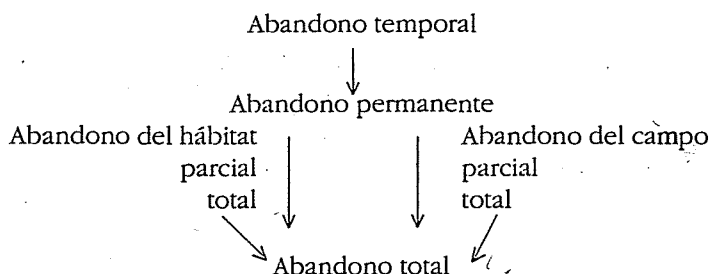 Abandono temporal
Abandono permanente
Abandono del hábitat
parcial
total
Abandono del campo
parcial
total
Abandono total